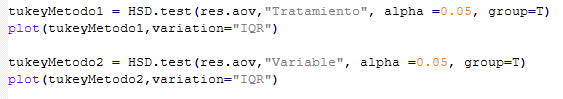 tukeyMetodo1 = HSD.test(res.aov,"Tratamiento", alpha =0.05, group=T)
plot(tukeyMetodo1,variation="IQR")
tukeyMetodo2 = HSD.test(res.aov,"Variable", alpha =0.05, group=T)
plot(tukeyMetodo2,variation="IQR")